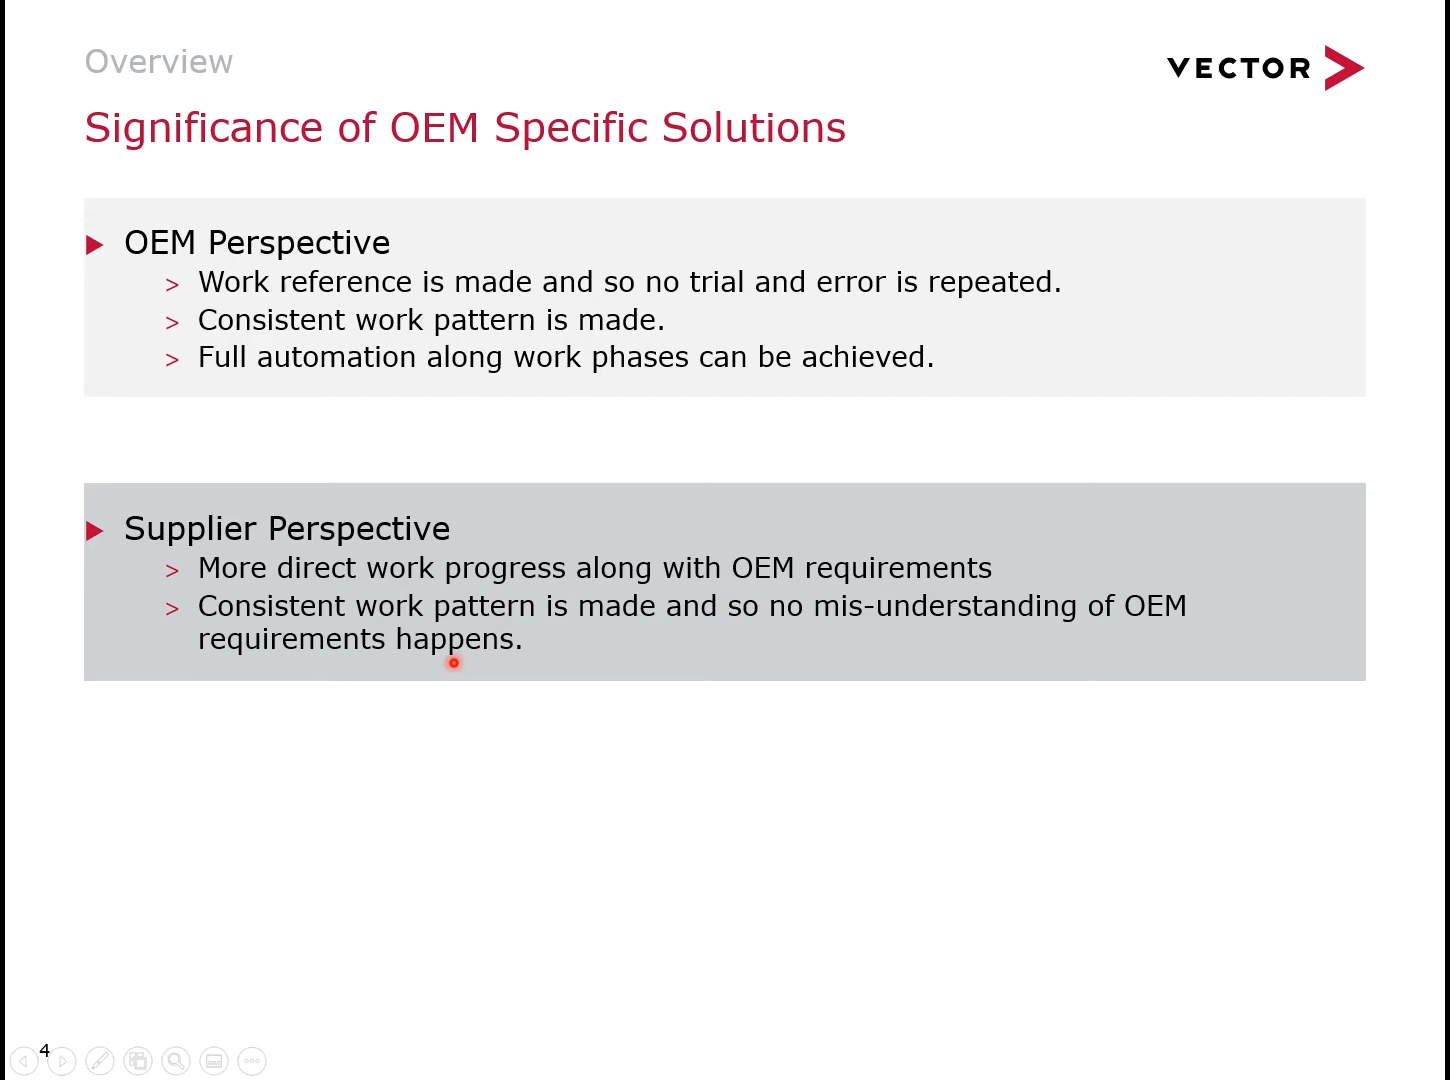 Overview
VECTOR
Significance of OEM Specific Solutions
OEM Perspective
> Work reference is made and so no trial and error is repeated.
> Consistent work pattern is made.
> Full automation along work phases can be achieved.
Supplier Perspective
> More direct work progress along with OEM requirements
> Consistent work pattern is made and so no mis-understanding of OEM
requirements happens.
4